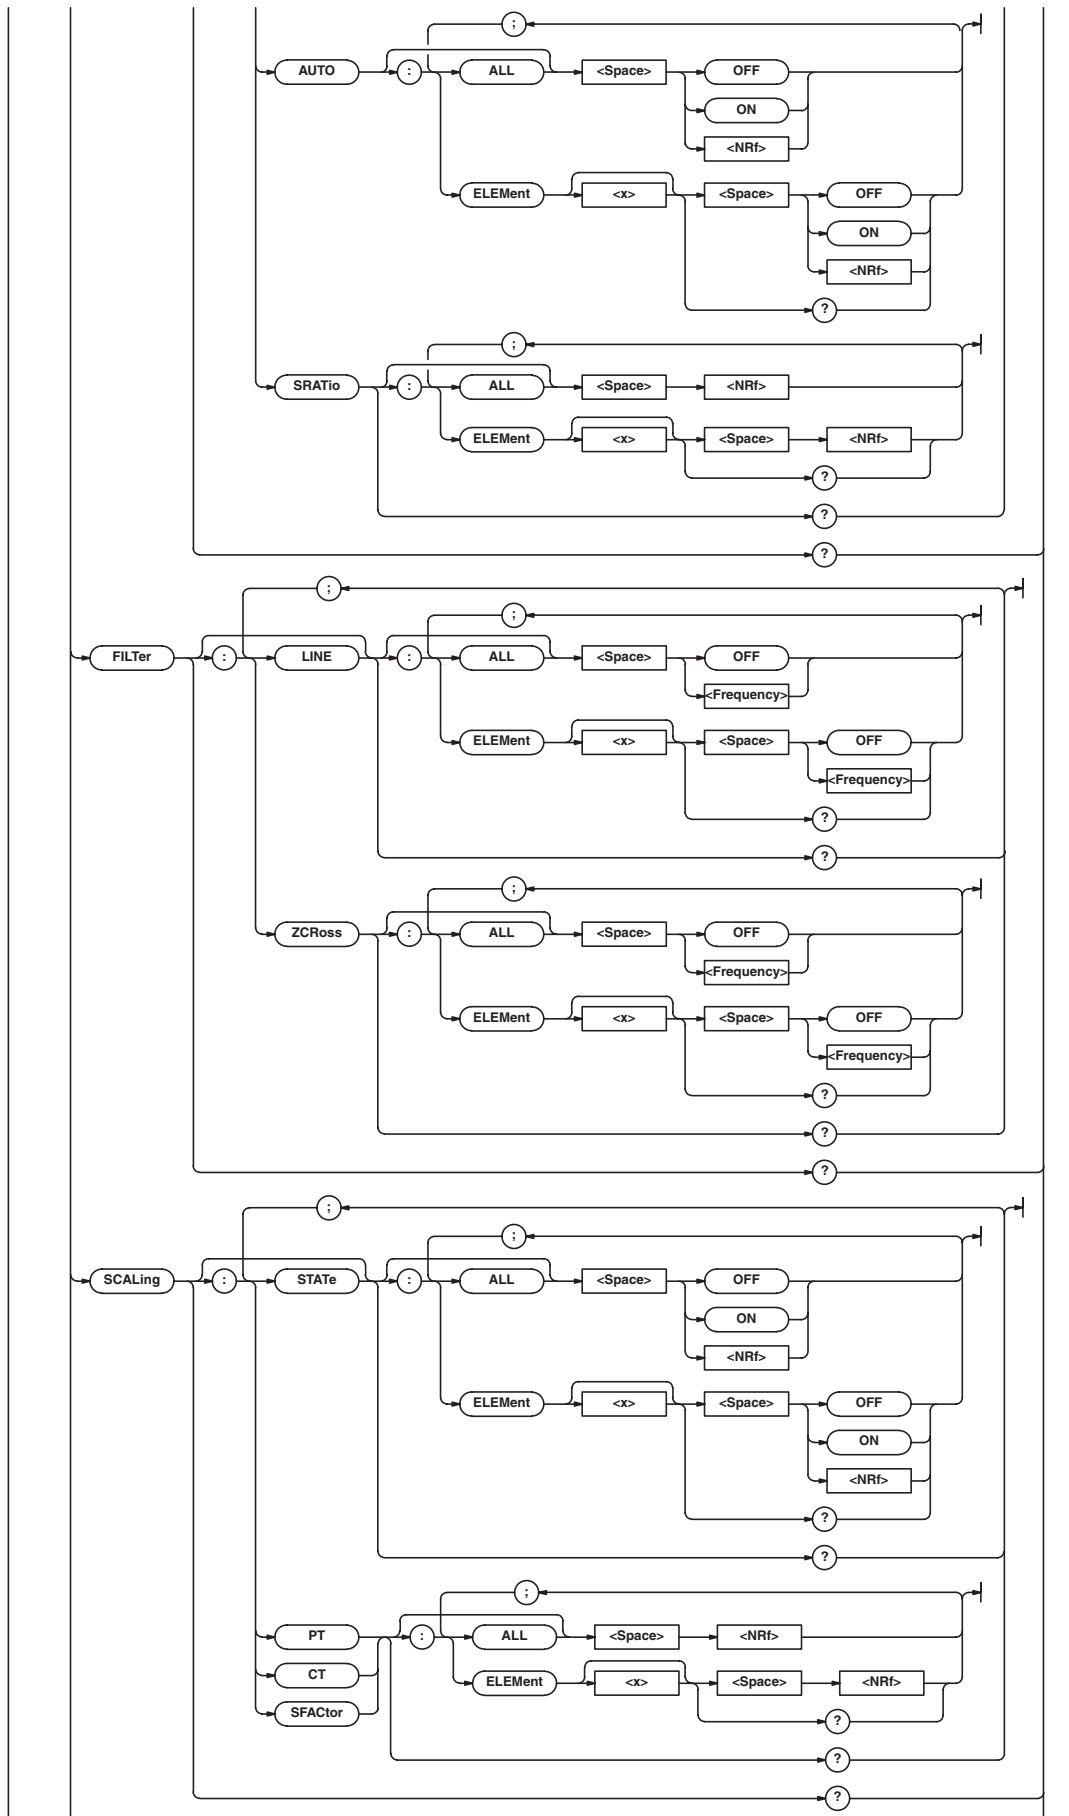 ;
AUTO : ALL <Space> OFF
ON
<NRf>
ELEMent <x> <Space> OFF
ON
<NRf>
?
;
SRATio : ALL <Space> <NRf>
ELEMent <x> <Space> <NRf>
?
?
?
;
;
FILTer : LINE : ALL <Space> OFF
<Frequency>
ELEMent <x> <Space> OFF
<Frequency>
?
?
;
ZCRoss : ALL <Space> OFF
<Frequency>
ELEMent <x> <Space> OFF
<Frequency>
?
?
?
;
;
SCALing : STATe : ALL <Space> OFF
ON
<NRf>
ELEMent <x> <Space> OFF
ON
<NRf>
?
?
;
PT : ALL <Space> <NRf>
CT
ELEMent <x> <Space> <NRf>
SFACtor
?
?
?